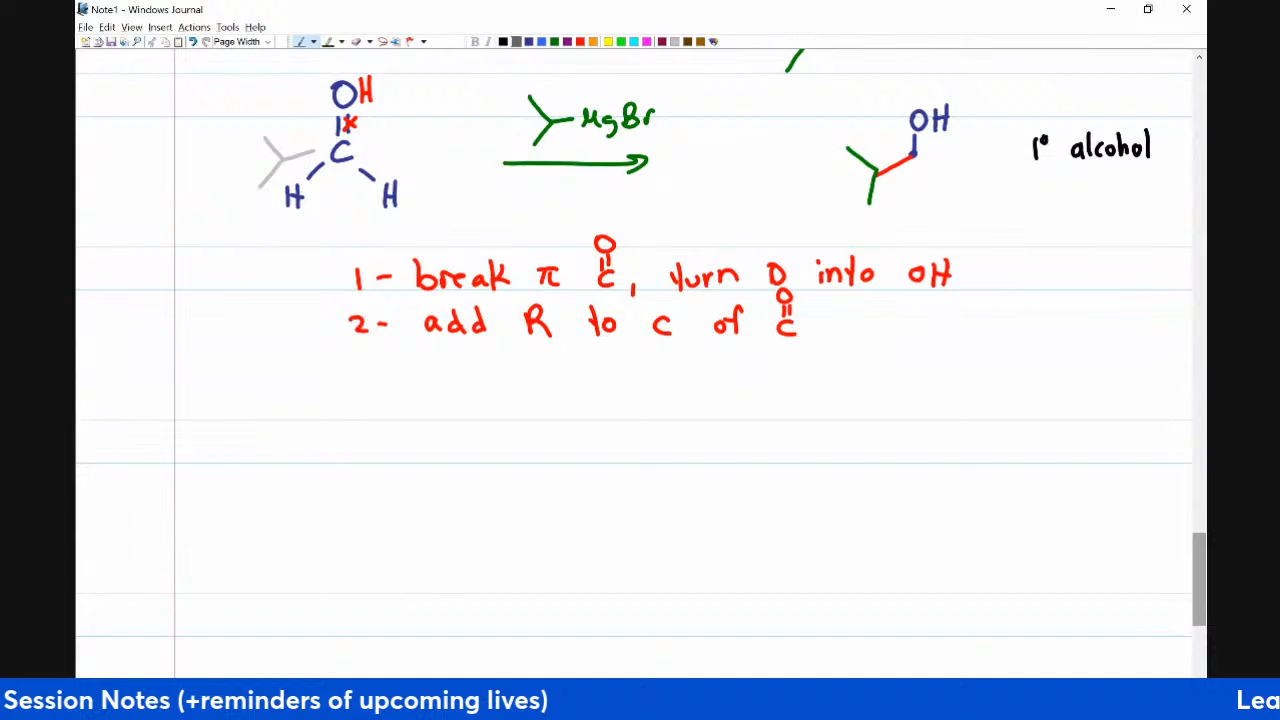 Note1 - Windows Journal
File Edit View Insert Actions Tools Help
Page Width
B I
OH
C
H H
MgBr
OH
1° alcohol
O
1 - break π C, turn O into OH
O
2 - add R to C of C
Session Notes (+reminders of upcoming lives)
Lea